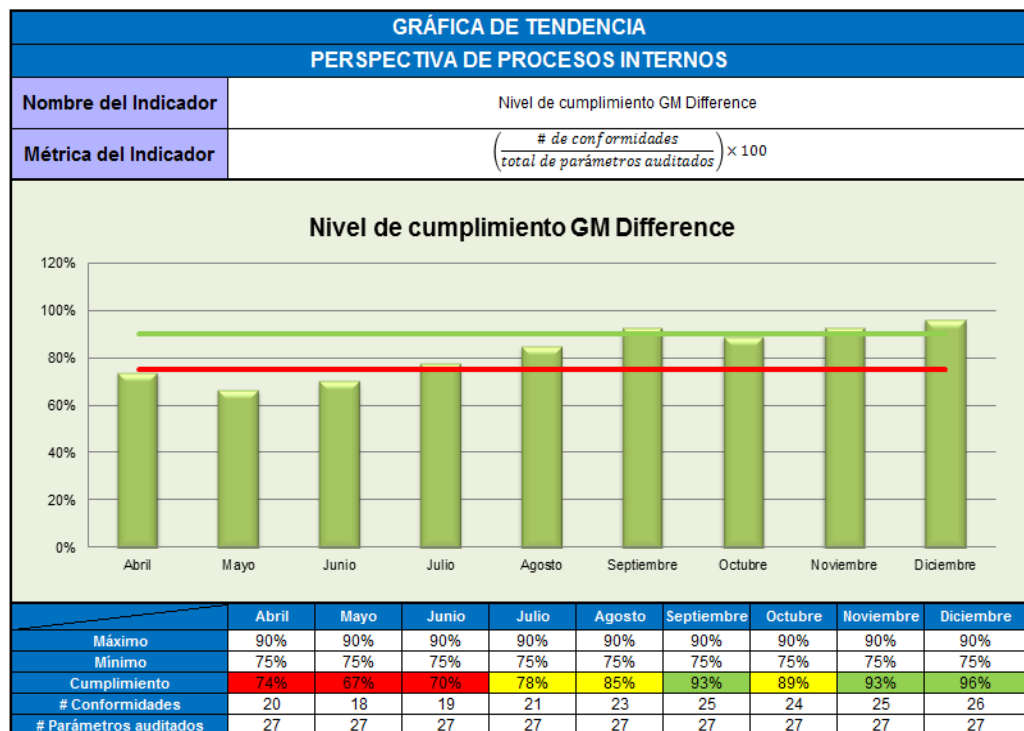 GRÁFICA DE TENDENCIA
PERSPECTIVA DE PROCESOS INTERNOS
Nombre del Indicador Nivel de cumplimiento GM Difference
Métrica del Indicador (# de conformidades / total de parámetros auditados) × 100
Nivel de cumplimiento GM Difference
120%
100%
80%
60%
40%
20%
0%
Abril Mayo Junio Julio Agosto Septiembre Octubre Noviembre Diciembre
Abril Mayo Junio Julio Agosto Septiembre Octubre Noviembre Diciembre
Máximo 90% 90% 90% 90% 90% 90% 90% 90% 90%
Mínimo 75% 75% 75% 75% 75% 75% 75% 75% 75%
Cumplimiento 74% 67% 70% 78% 85% 93% 89% 93% 96%
# Conformidades 20 18 19 21 23 25 24 25 26
# Parámetros auditados 27 27 27 27 27 27 27 27 27